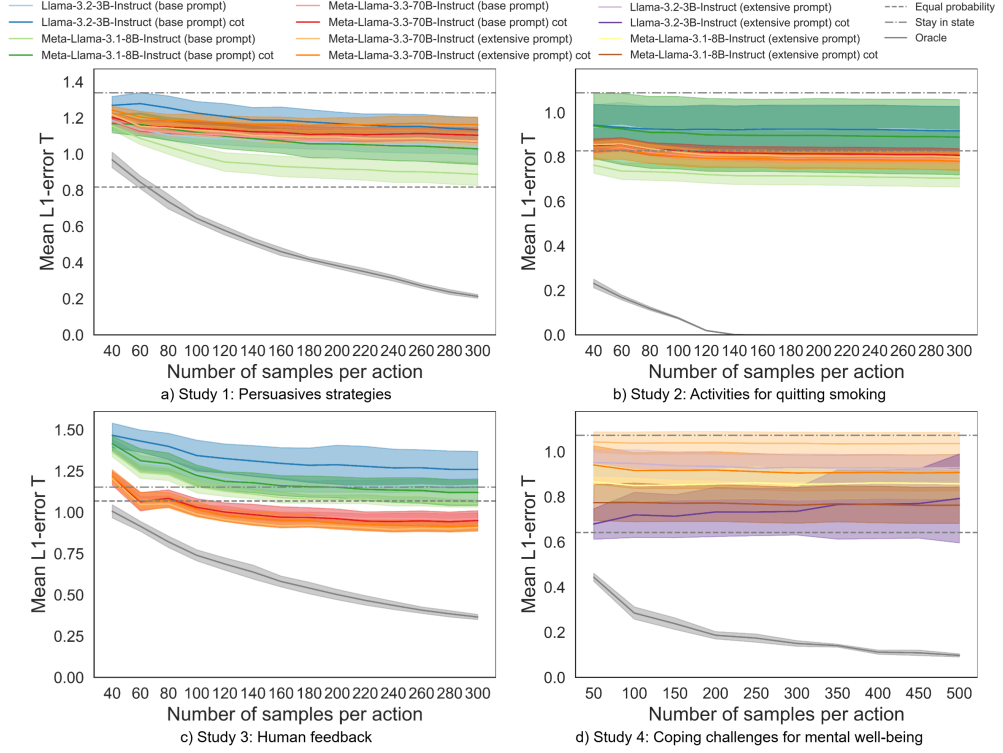 Llama-3.2-3B-Instruct (base prompt)
Llama-3.2-3B-Instruct (base prompt) cot
Meta-Llama-3.1-8B-Instruct (base prompt)
Meta-Llama-3.1-8B-Instruct (base prompt) cot
Meta-Llama-3.3-70B-Instruct (base prompt)
Meta-Llama-3.3-70B-Instruct (base prompt) cot
Meta-Llama-3.3-70B-Instruct (extensive prompt)
Meta-Llama-3.3-70B-Instruct (extensive prompt) cot
Llama-3.2-3B-Instruct (extensive prompt)
Llama-3.2-3B-Instruct (extensive prompt) cot
Meta-Llama-3.1-8B-Instruct (extensive prompt)
Meta-Llama-3.1-8B-Instruct (extensive prompt) cot
Equal probability
Stay in state
Oracle
Mean L1-error T
1.4
1.2
1.0
0.8
0.6
0.4
0.2
0.0
40 60 80 100 120 140 160 180 200 220 240 260 280 300
Number of samples per action
a) Study 1: Persuasives strategies
Mean L1-error T
1.0
0.8
0.6
0.4
0.2
0.0
40 60 80 100 120 140 160 180 200 220 240 260 280 300
Number of samples per action
b) Study 2: Activities for quitting smoking
Mean L1-error T
1.50
1.25
1.00
0.75
0.50
0.25
0.00
40 60 80 100 120 140 160 180 200 220 240 260 280 300
Number of samples per action
c) Study 3: Human feedback
Mean L1-error T
1.0
0.8
0.6
0.4
0.2
0.0
50 100 150 200 250 300 350 400 450 500
Number of samples per action
d) Study 4: Coping challenges for mental well-being